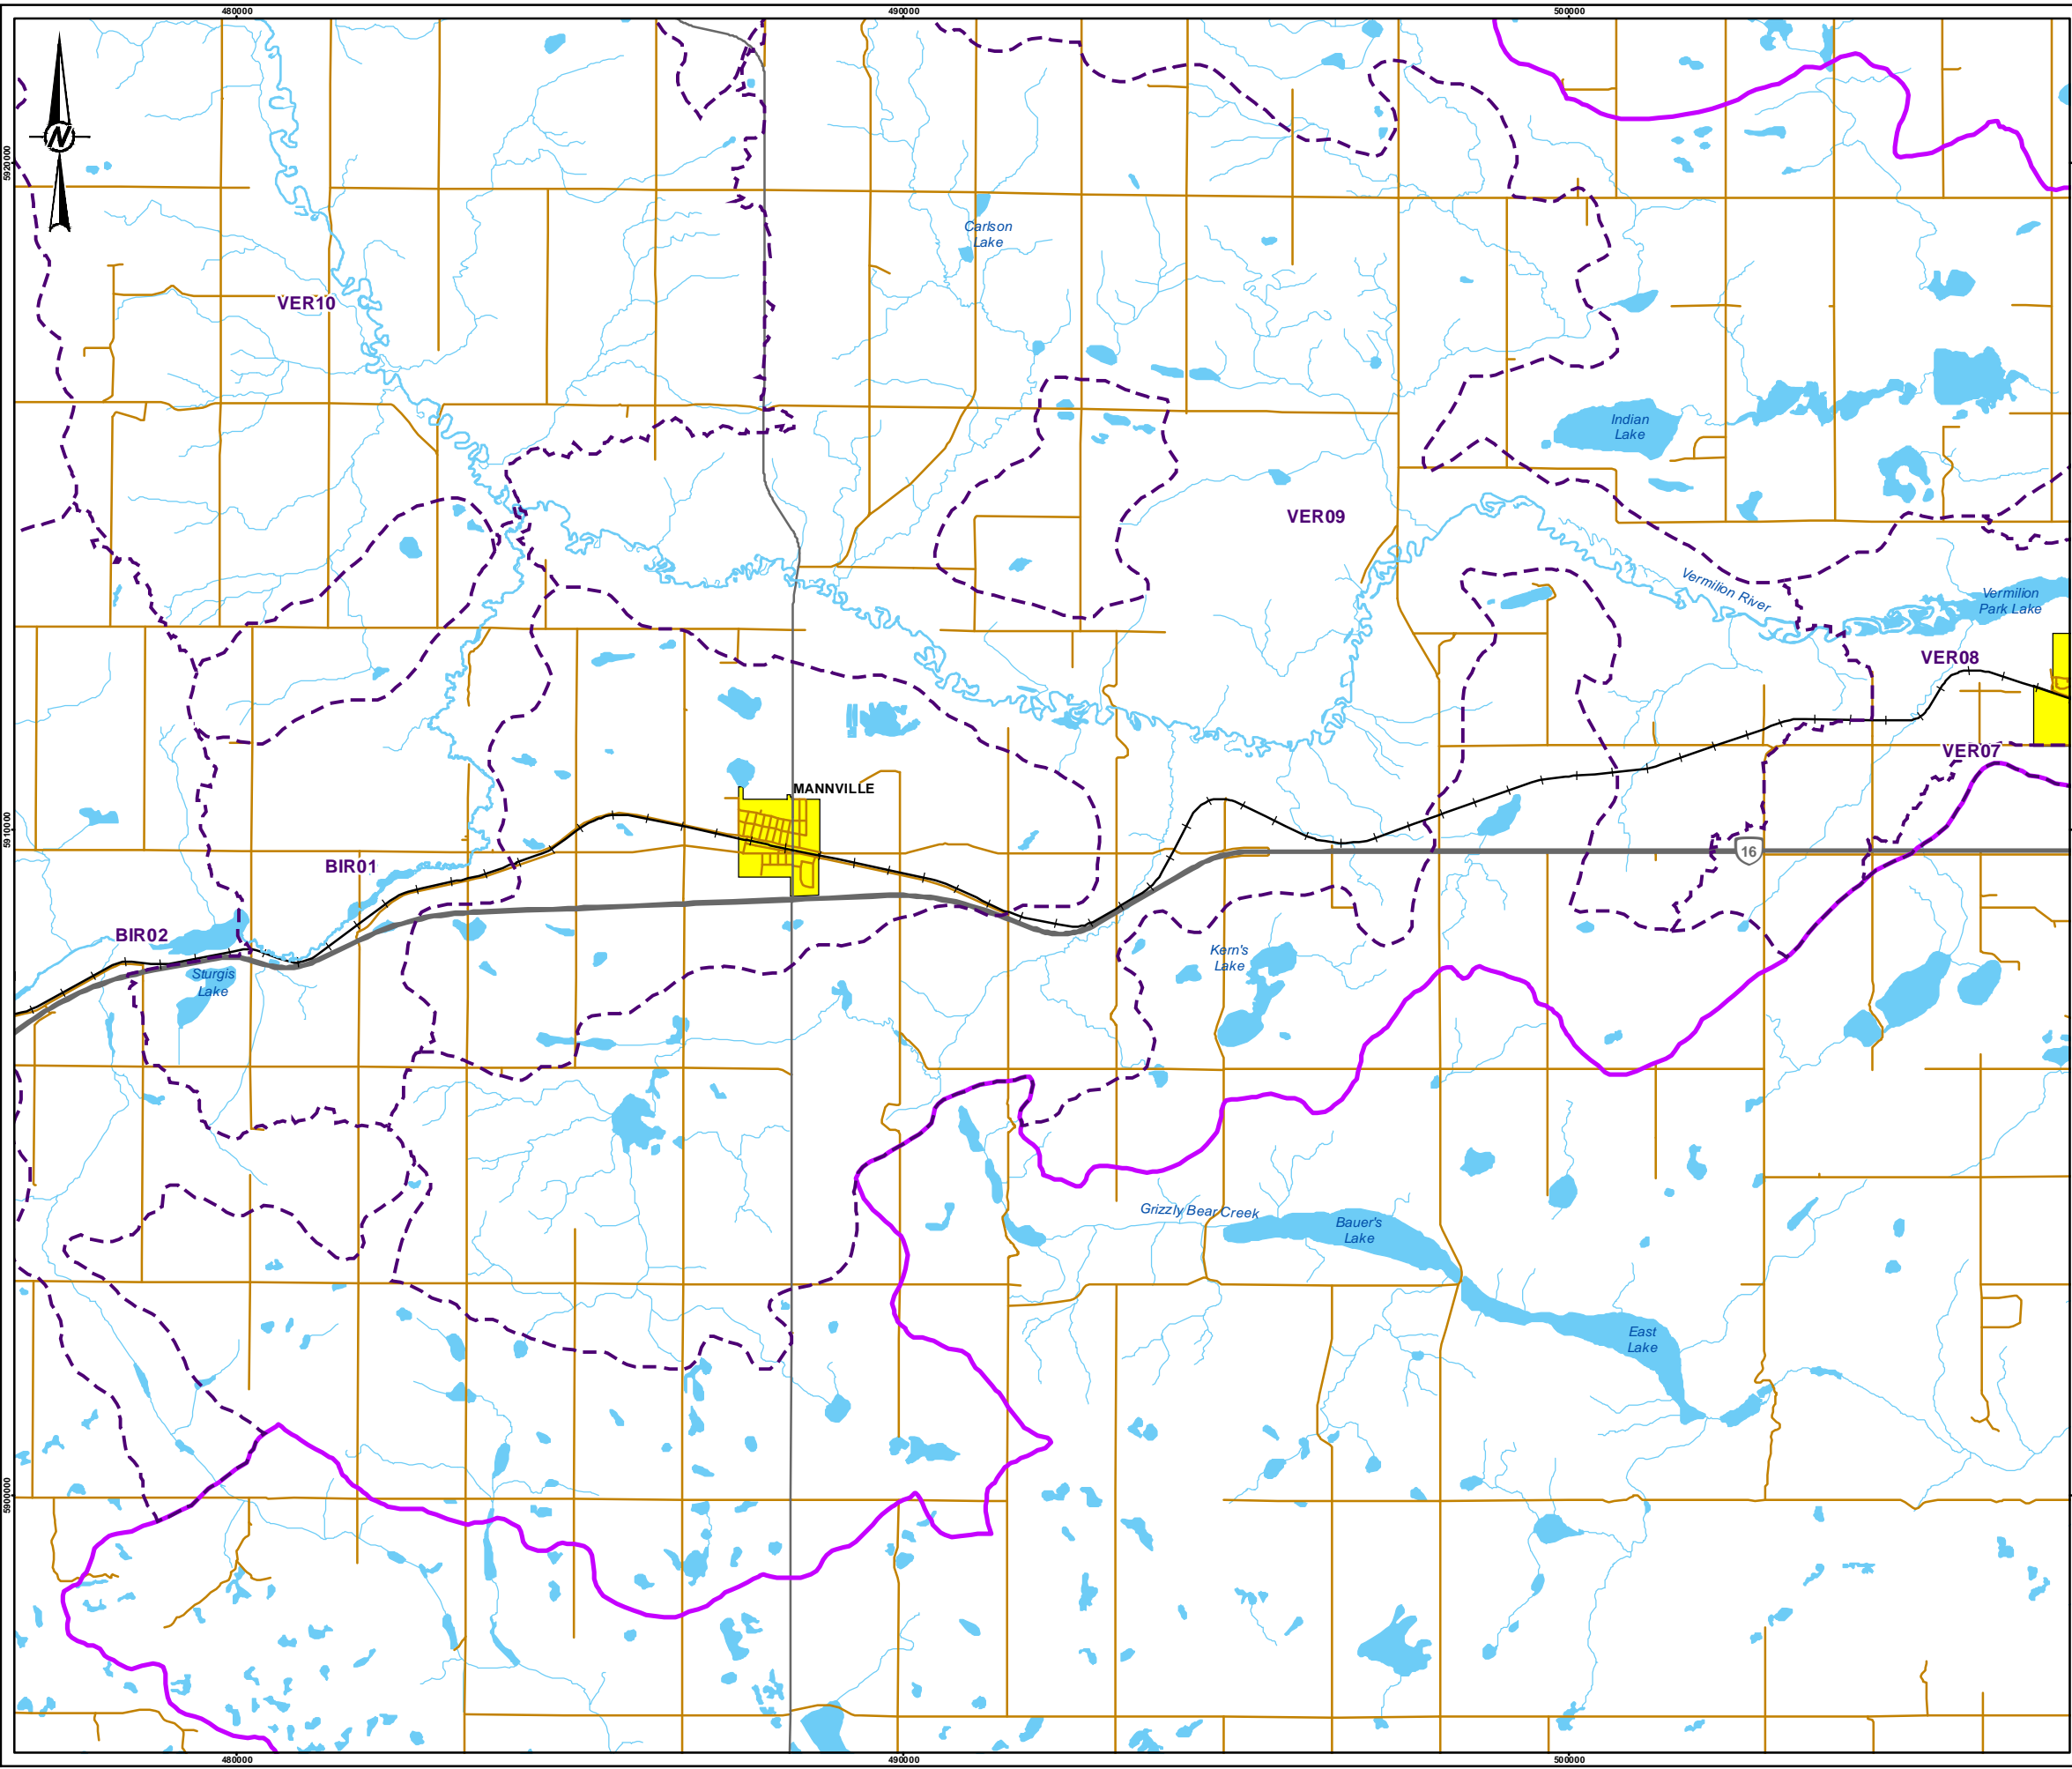 480000
490000
500000
N
5920000
Carlson
Lake
VER10
Indian
Lake
VER09
Vermilion River
Vermilion
Park Lake
VER08
VER07
MANNVILLE
5910000
16
BIR01
BIR02
Sturgis
Lake
Kern's
Lake
Grizzly Bear Creek
Bauer's
Lake
East
Lake
5900000
480000
490000
500000